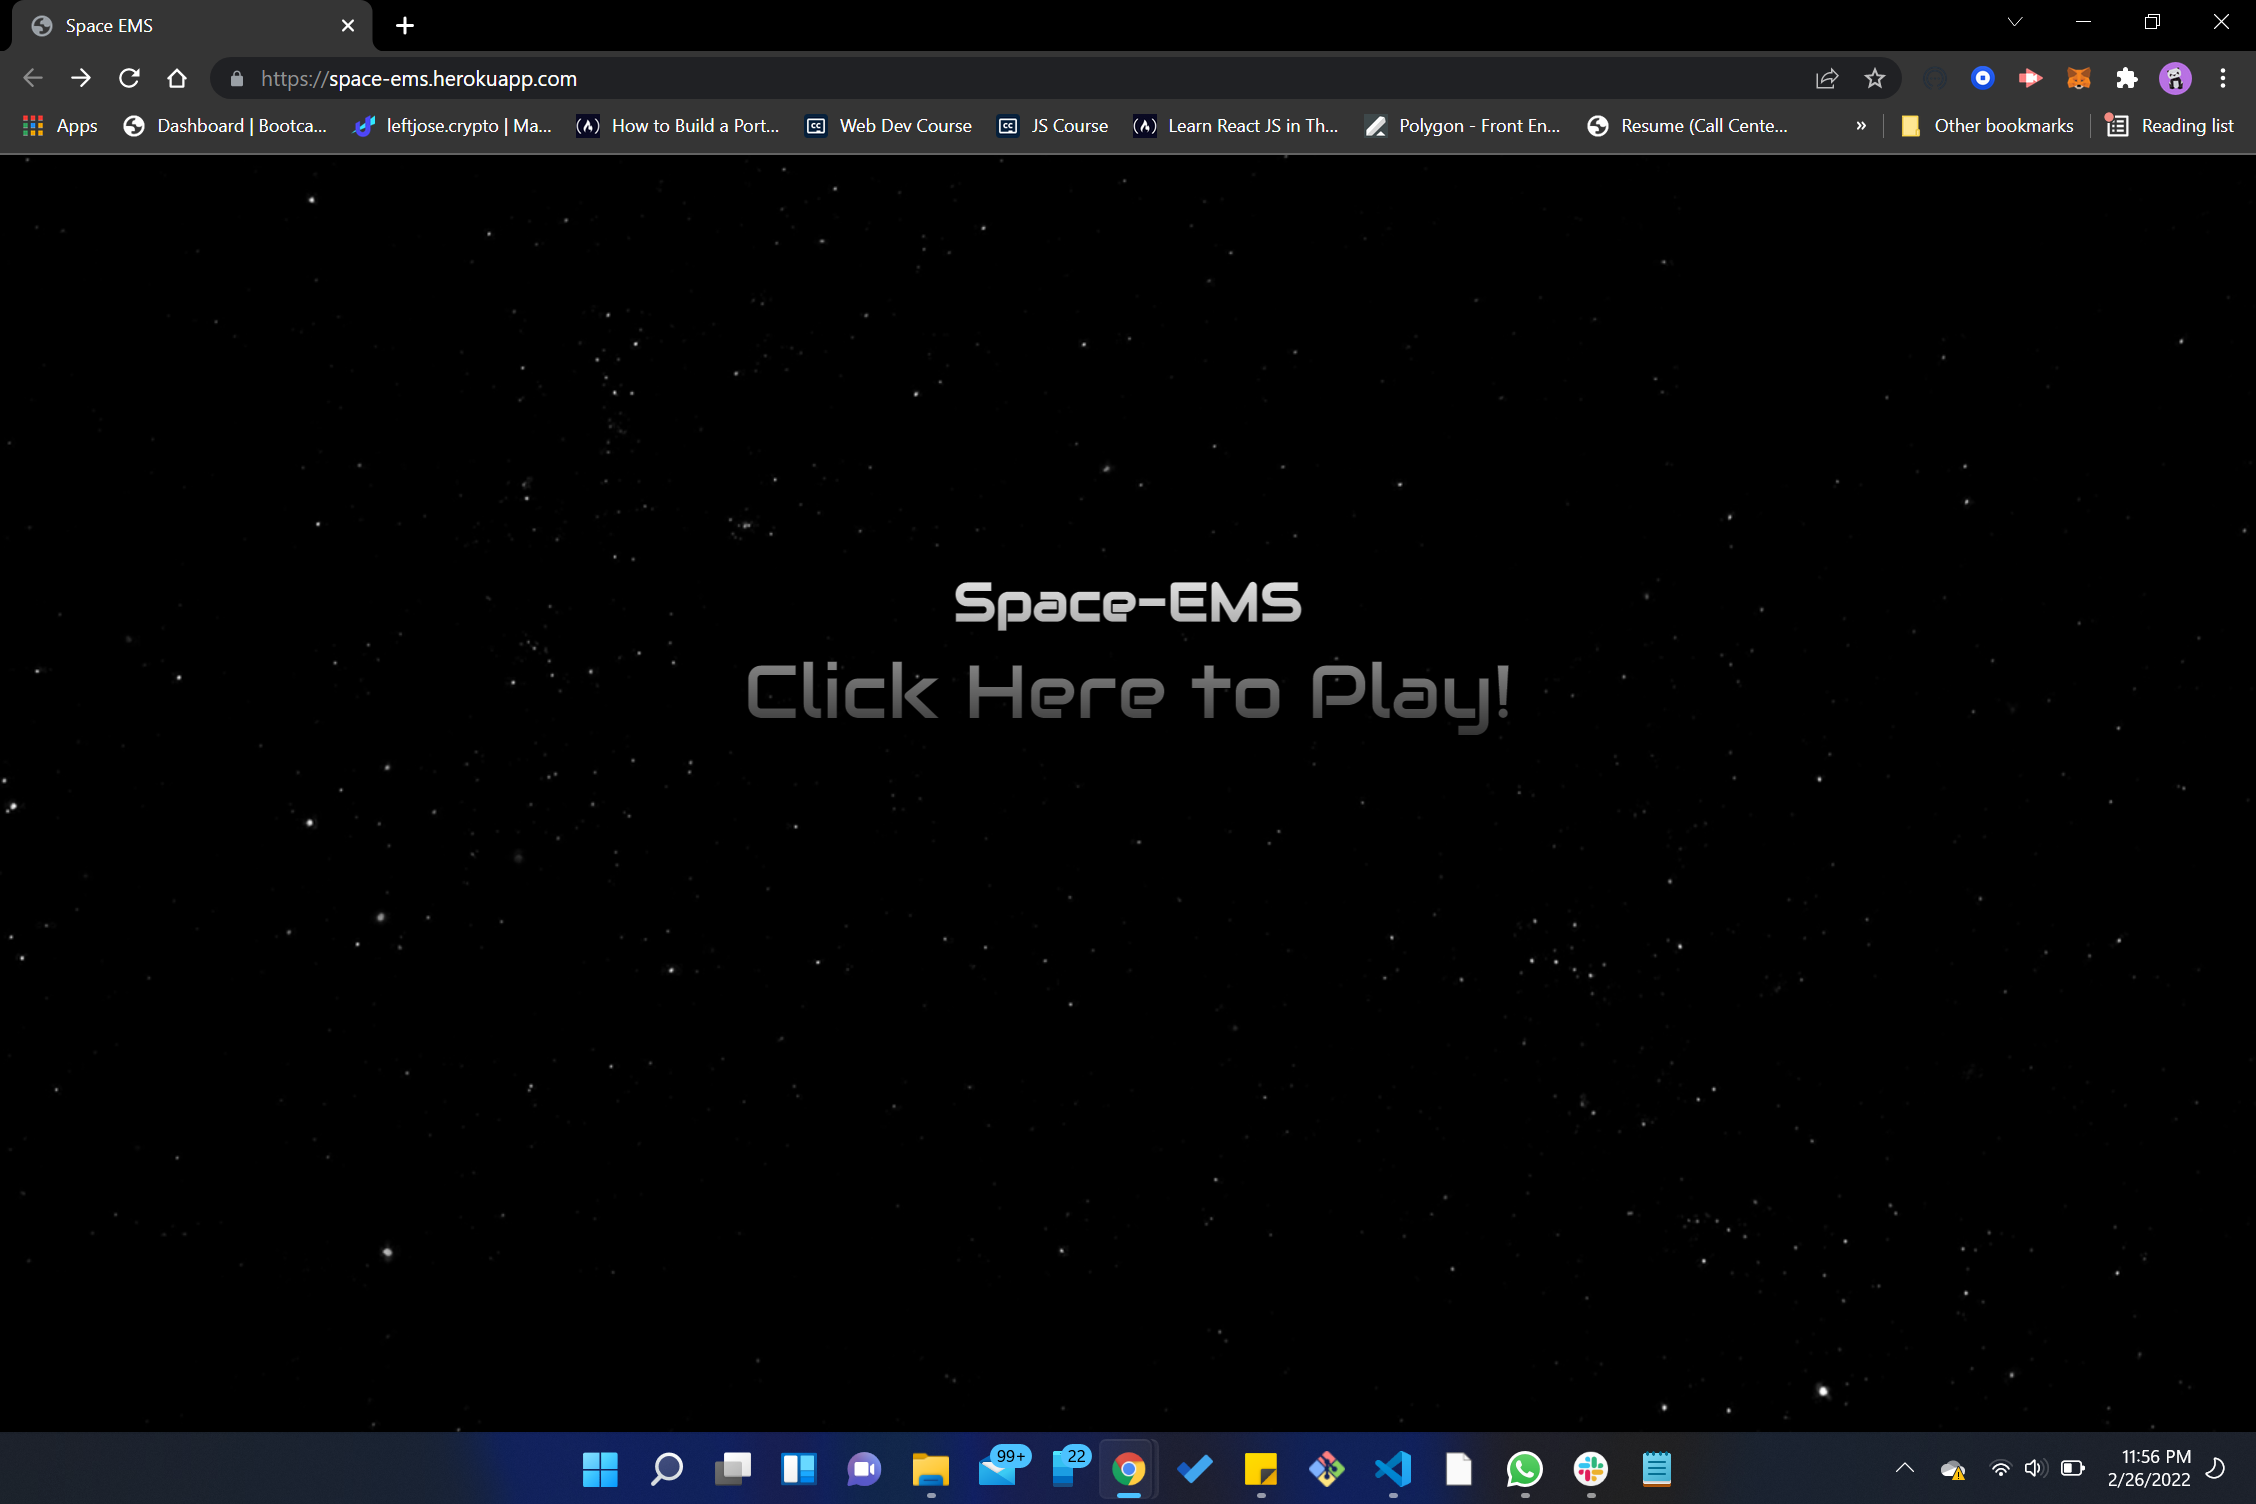 Space EMS
https://space-ems.herokuapp.com
Apps
Dashboard | Bootca...
leftjose.crypto | Ma...
How to Build a Port...
Web Dev Course
JS Course
Learn React JS in Th...
Polygon - Front En...
Resume (Call Cente...
»
Other bookmarks
Reading list
Space-EMS
Click Here to Play!
99+
22
11:56 PM
2/26/2022